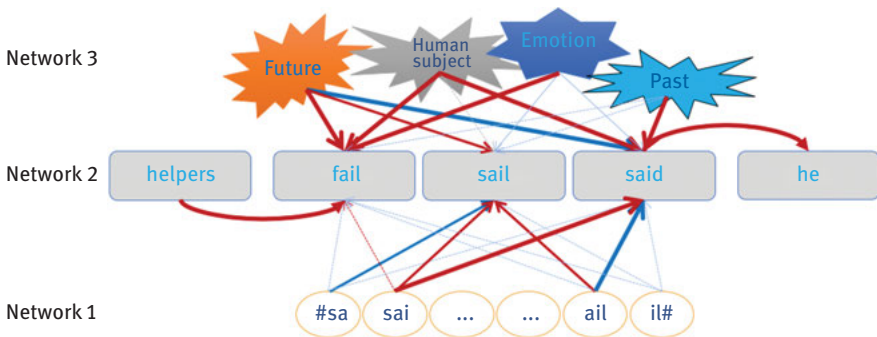 Network 3
Future
Human
subject
Emotion
Past
Network 2
helpers
fail
sail
said
he
Network 1
#sa
sai
...
...
ail
il#